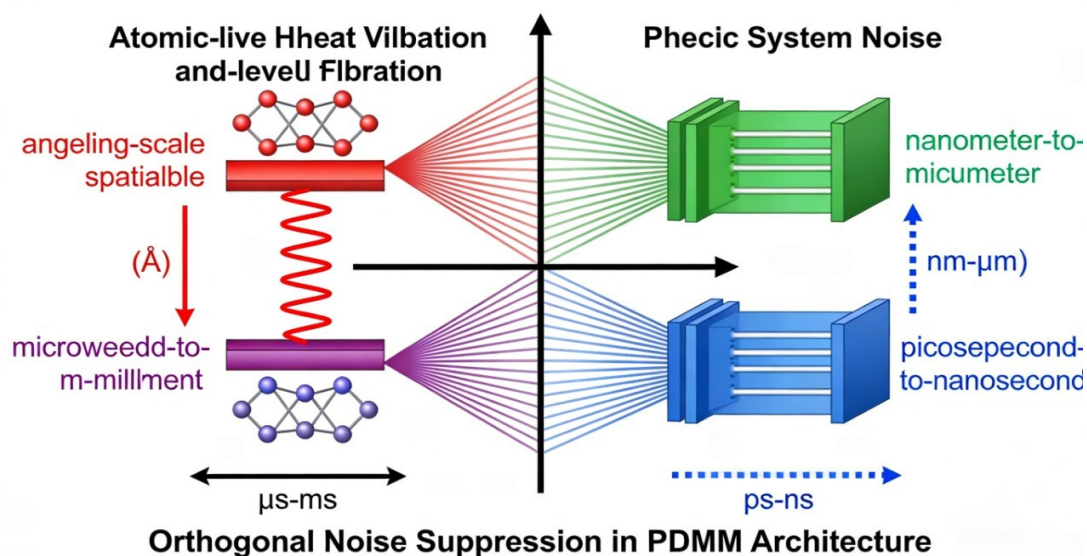 Atomic-live Hheat Vilbation
and-leveU Flbration
Phecic System Noise
angeling-scale
spatialble
(Å)
microweedd-to-
m-millment
nanometer-to-
micumeter
nm-μm)
picosepecond-
to-nanosecond
μs-ms
ps-ns
Orthogonal Noise Suppression in PDMM Architecture